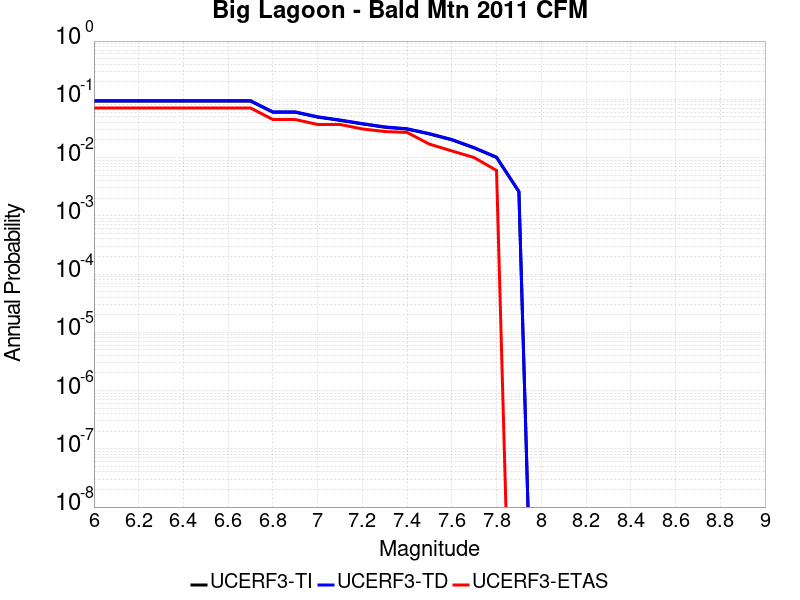 Big Lagoon - Bald Mtn 2011 CFM
10^0
10^-1
10^-2
10^-3
10^-4
10^-5
10^-6
10^-7
10^-8
Annual Probability
6 6.2 6.4 6.6 6.8 7 7.2 7.4 7.6 7.8 8 8.2 8.4 8.6 8.8 9
Magnitude
UCERF3-TI UCERF3-TD UCERF3-ETAS